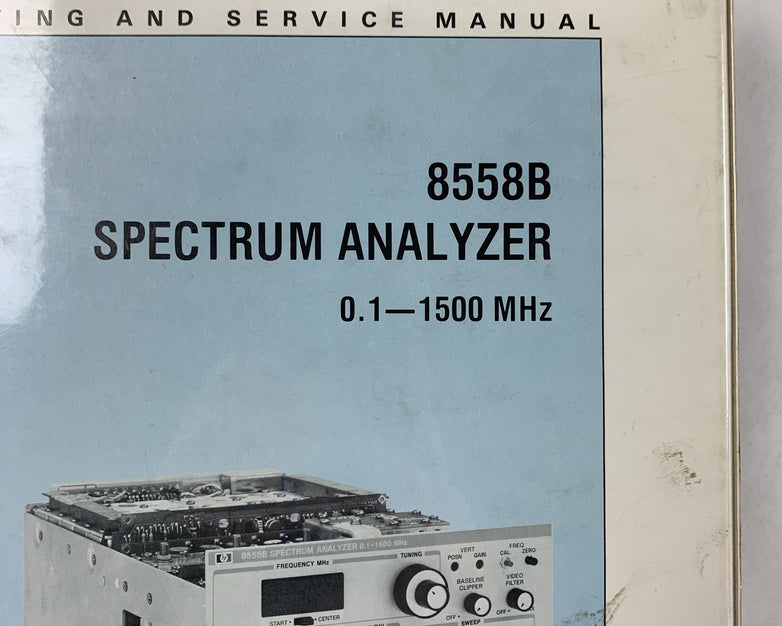 ING AND SERVICE MANUAL
8558B
SPECTRUM ANALYZER
0.1—1500 MHz
hp 8558B SPECTRUM ANALYZER 0.1-1500 MHz
FREQUENCY MHz
TUNING
VERT
POSN GAIN
FREQ
CAL ZERO
BASELINE
CLIPPER
VIDEO
FILTER
START • CENTER
OFF • OFF •
SWEEP